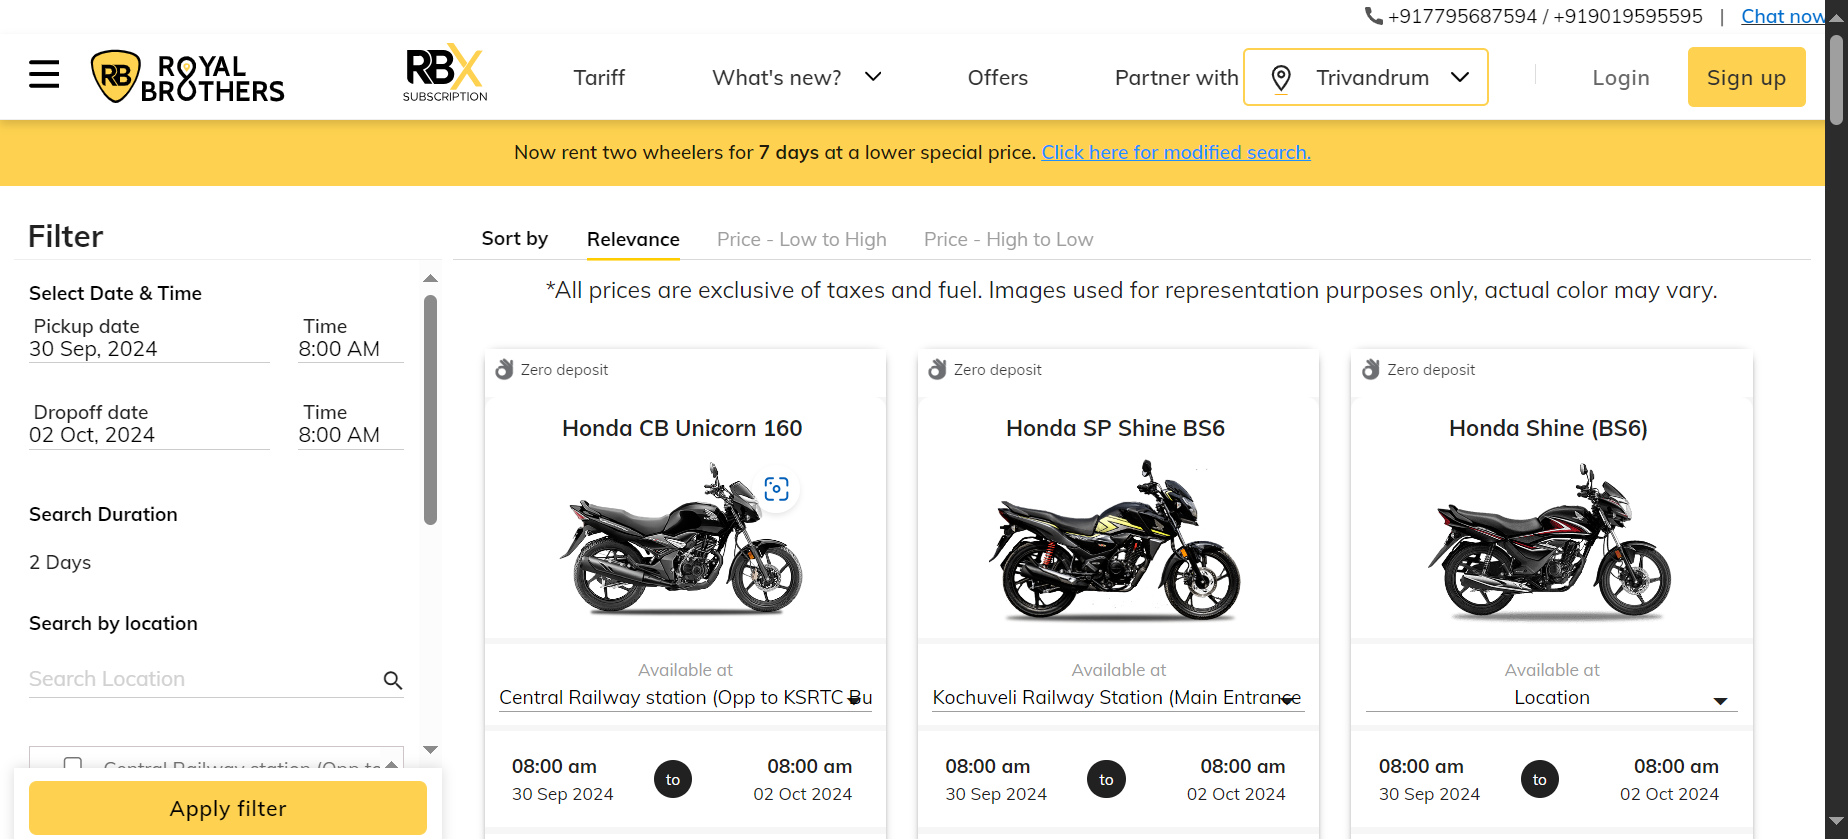 +917795687594 / +919019595595 | Chat now
RB ROYAL BROTHERS
RBX SUBSCRIPTION
Tariff
What's new?
Offers
Partner with
Trivandrum
Login
Sign up
Now rent two wheelers for 7 days at a lower special price. Click here for modified search.
Filter
Select Date & Time
Pickup date Time
30 Sep, 2024 8:00 AM
Dropoff date Time
02 Oct, 2024 8:00 AM
Search Duration
2 Days
Search by location
Search Location
Central Railway station (Opp to
Apply filter
Sort by Relevance Price - Low to High Price - High to Low
*All prices are exclusive of taxes and fuel. Images used for representation purposes only, actual color may vary.
Zero deposit
Honda CB Unicorn 160
Available at
Central Railway station (Opp to KSRTC Bu
08:00 am to 08:00 am
30 Sep 2024 02 Oct 2024
Zero deposit
Honda SP Shine BS6
Available at
Kochuveli Railway Station (Main Entrance
08:00 am to 08:00 am
30 Sep 2024 02 Oct 2024
Zero deposit
Honda Shine (BS6)
Available at
Location
08:00 am to 08:00 am
30 Sep 2024 02 Oct 2024